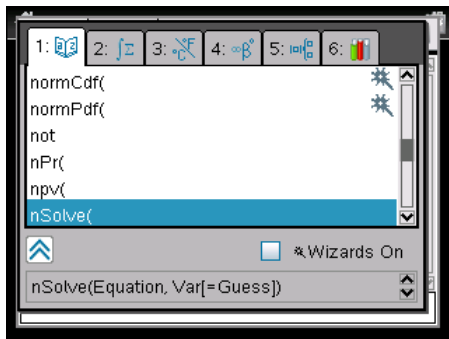 1: 2: ∫Σ 3: °℉ 4: ∞β° 5: 6:
normCdf(
normPdf(
not
nPr(
npv(
nSolve(
Wizards On
nSolve(Equation, Var[=Guess])